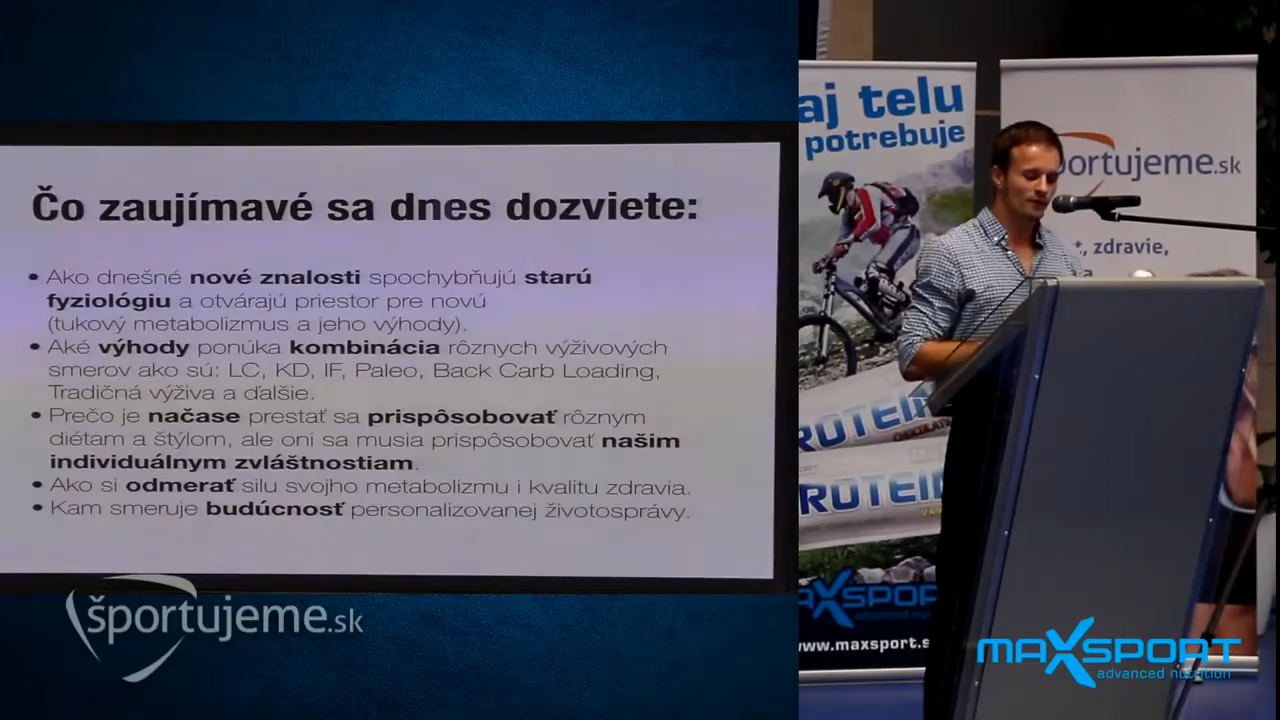 Čo zaujímavé sa dnes dozviete:
• Ako dnešné nové znalosti spochybňujú starú
fyziológiu a otvárajú priestor pre novú
(tukový metabolizmus a jeho výhody).
• Aké výhody ponúka kombinácia rôznych výživových
smerov ako sú: LC, KD, IF, Paleo, Back Carb Loading,
Tradičná výživa a ďalšie.
• Prečo je načase prestať sa prispôsobovať rôznym
diétam a štýlom, ale oni sa musia prispôsobovať našim
individuálnym zvláštnostiam.
• Ako si odmerať silu svojho metabolizmu i kvalitu zdravia.
• Kam smeruje budúcnosť personalizovanej životosprávy.
športujeme.sk
aj telu
potrebuje
portujeme.sk
zdravie,
ROTEIN
ROTEIN
AXSPOR
www.maxsport.s
MAXSPORT
advanced nutrition